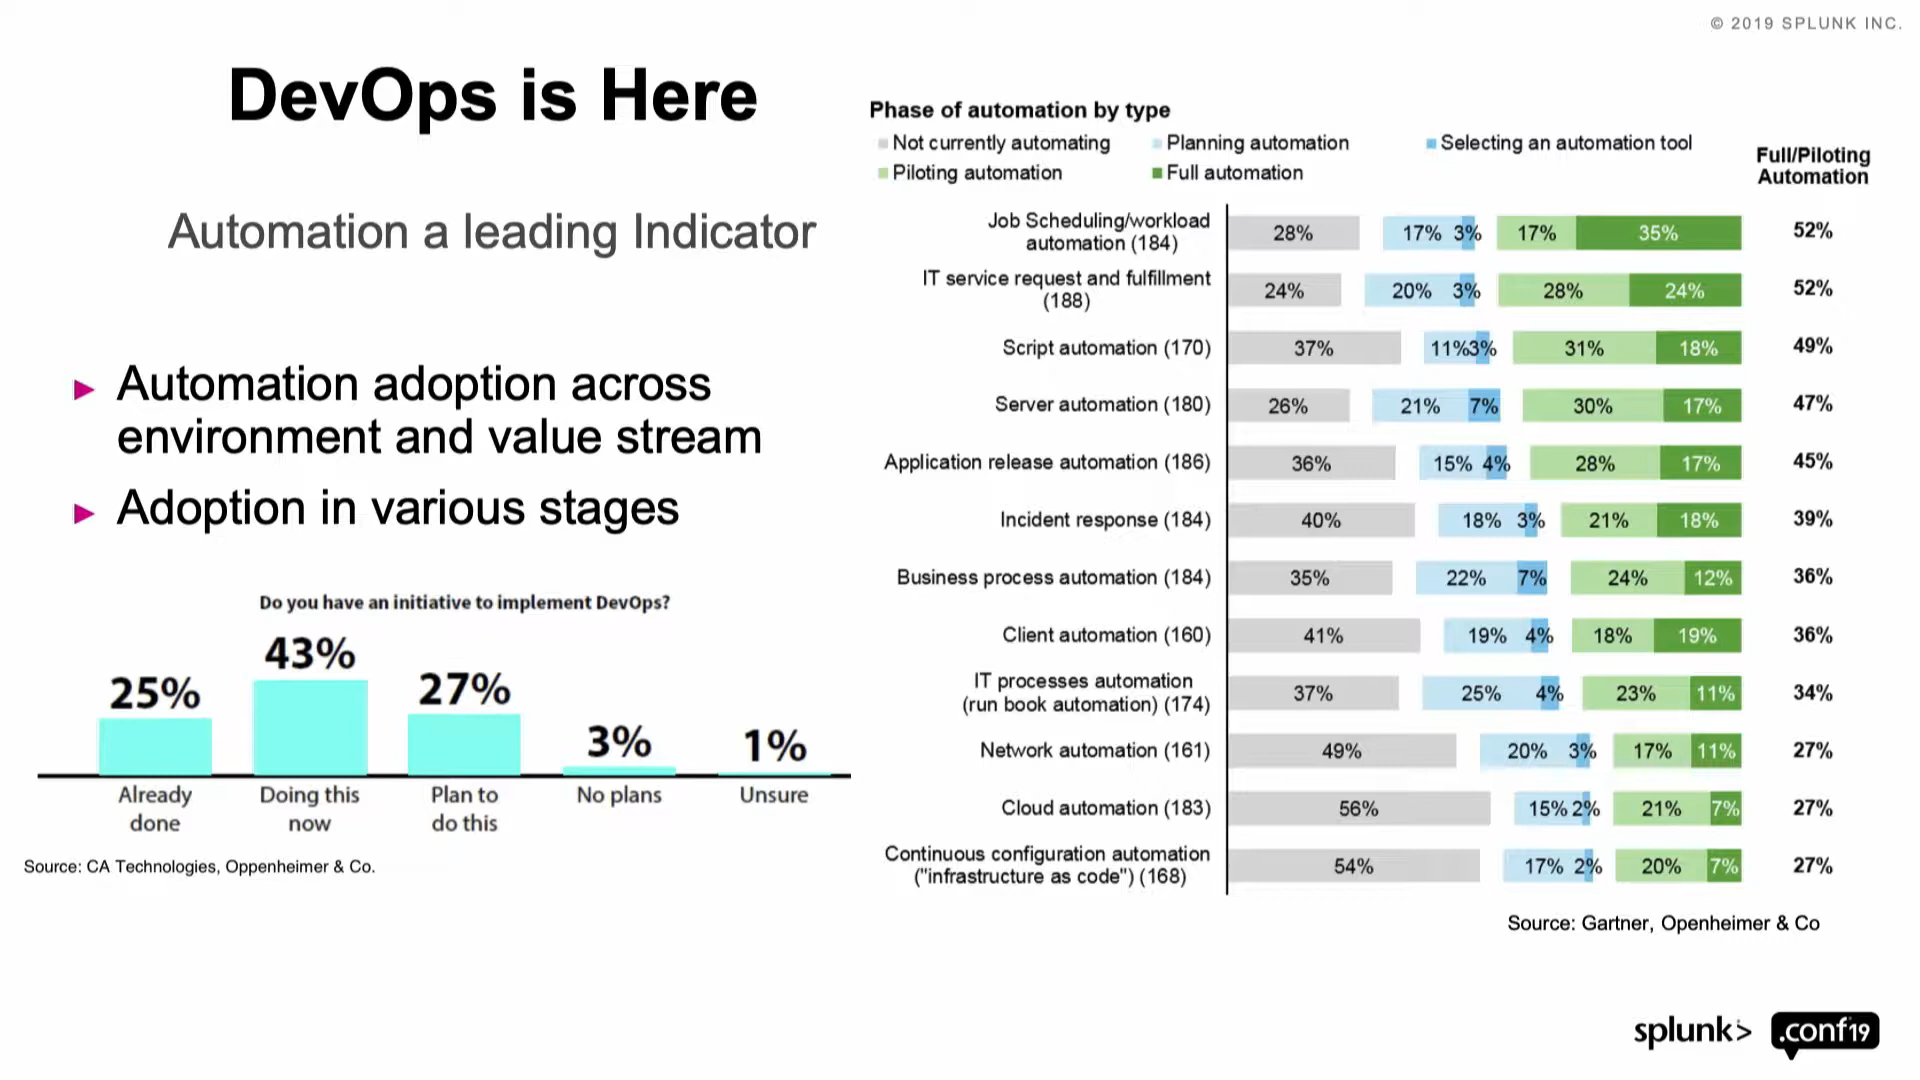 © 2019 SPLUNK INC.
DevOps is Here
Automation a leading Indicator
► Automation adoption across
environment and value stream
► Adoption in various stages
Do you have an initiative to implement DevOps?
25%
43%
27%
3%
1%
Already
done
Doing this
now
Plan to
do this
No plans
Unsure
Source: CA Technologies, Oppenheimer & Co.
Phase of automation by type
Not currently automating
Planning automation
Selecting an automation tool
Piloting automation
Full automation
Full/Piloting
Automation
Job Scheduling/workload
automation (184)
28% 17% 3% 17% 35% 52%
IT service request and fulfillment
(188)
24% 20% 3% 28% 24% 52%
Script automation (170) 37% 11% 3% 31% 18% 49%
Server automation (180) 26% 21% 7% 30% 17% 47%
Application release automation (186) 36% 15% 4% 28% 17% 45%
Incident response (184) 40% 18% 3% 21% 18% 39%
Business process automation (184) 35% 22% 7% 24% 12% 36%
Client automation (160) 41% 19% 4% 18% 19% 36%
IT processes automation
(run book automation) (174)
37% 25% 4% 23% 11% 34%
Network automation (161) 49% 20% 3% 17% 11% 27%
Cloud automation (183) 56% 15% 2% 21% 7% 27%
Continuous configuration automation
("infrastructure as code") (168)
54% 17% 2% 20% 7% 27%
Source: Gartner, Openheimer & Co
splunk> .conf19